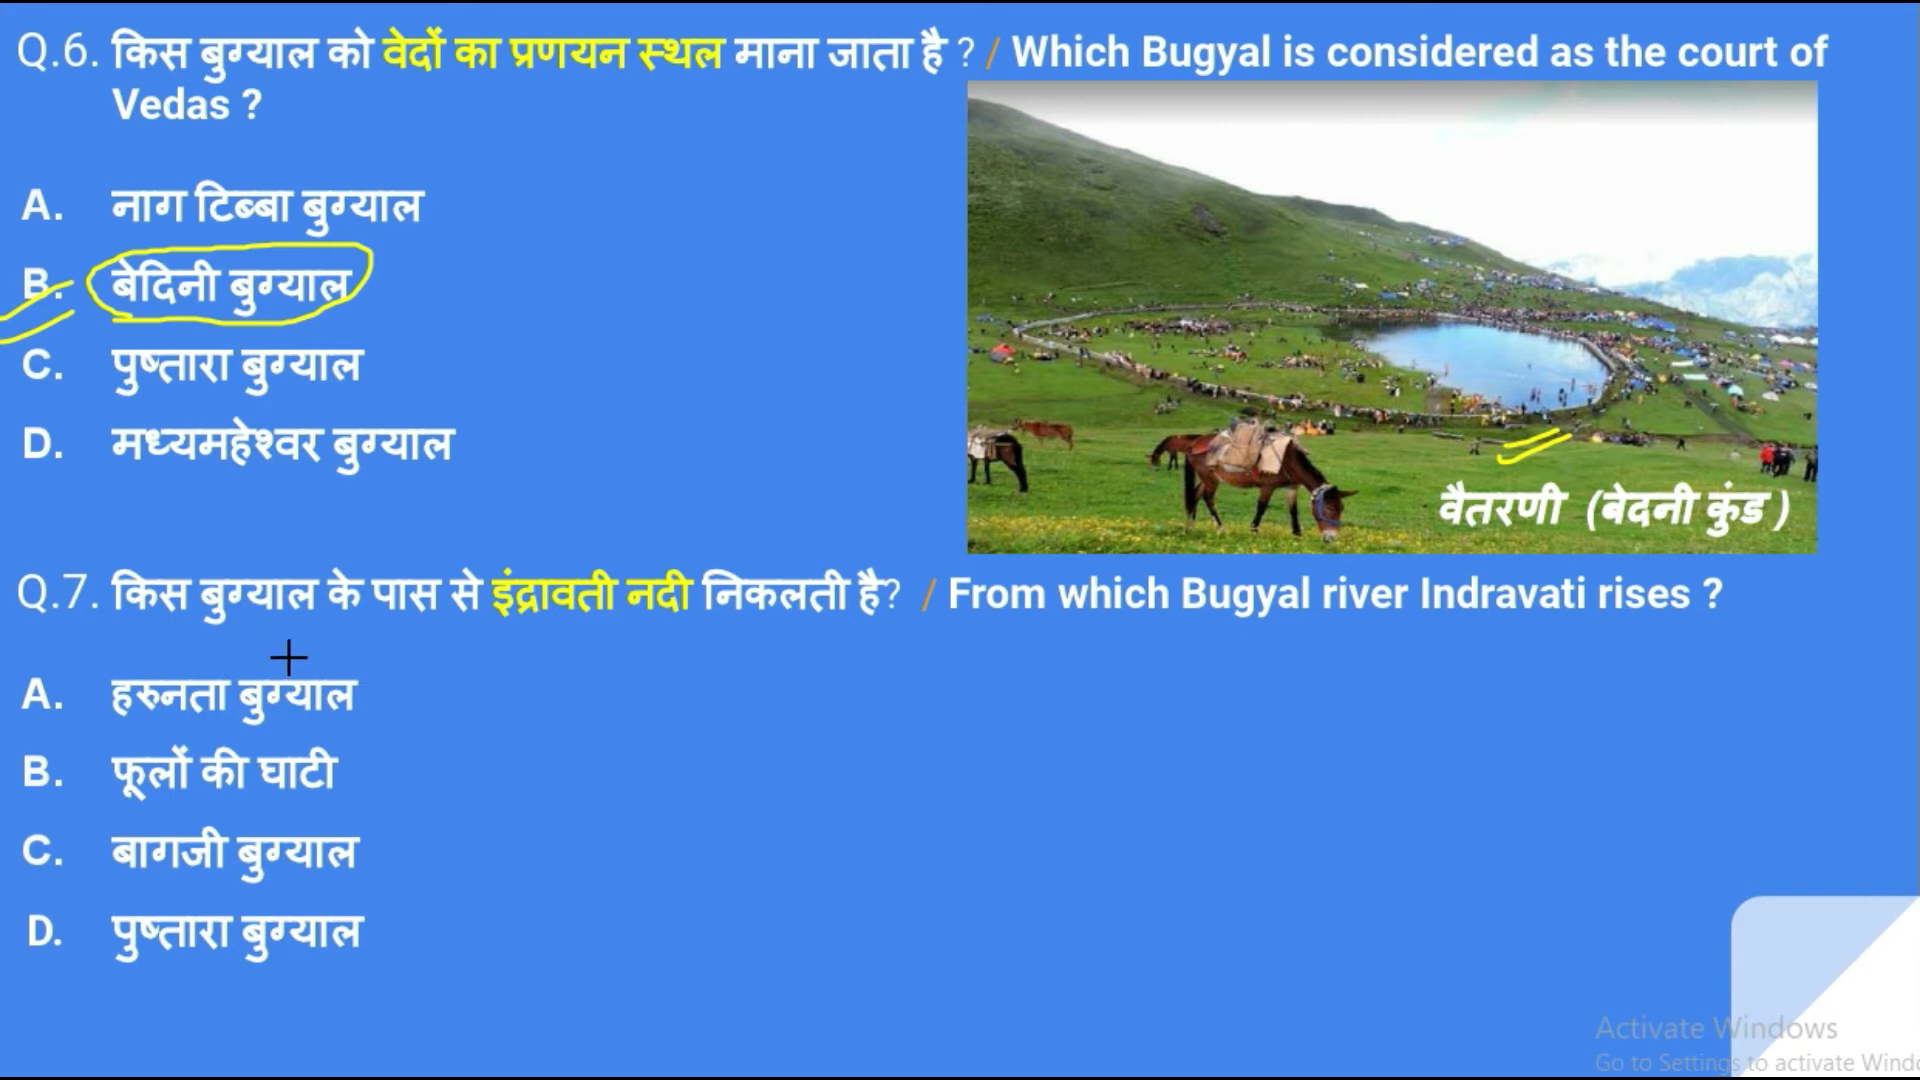 Q.6. किस बुग्याल को वेदों का प्रणयन स्थल माना जाता है ? / Which Bugyal is considered as the court of
Vedas ?
A. नाग टिब्बा बुग्याल
B. बेदिनी बुग्याल
C. पुष्तारा बुग्याल
D. मध्यमहेश्वर बुग्याल
वैतरणी (बेदनी कुंड )
Q.7. किस बुग्याल के पास से इंद्रावती नदी निकलती है? / From which Bugyal river Indravati rises ?
A. हरुनता बुग्याल
B. फूलों की घाटी
C. बागजी बुग्याल
D. पुष्तारा बुग्याल
Activate Windows
Go to Settings to activate Windo